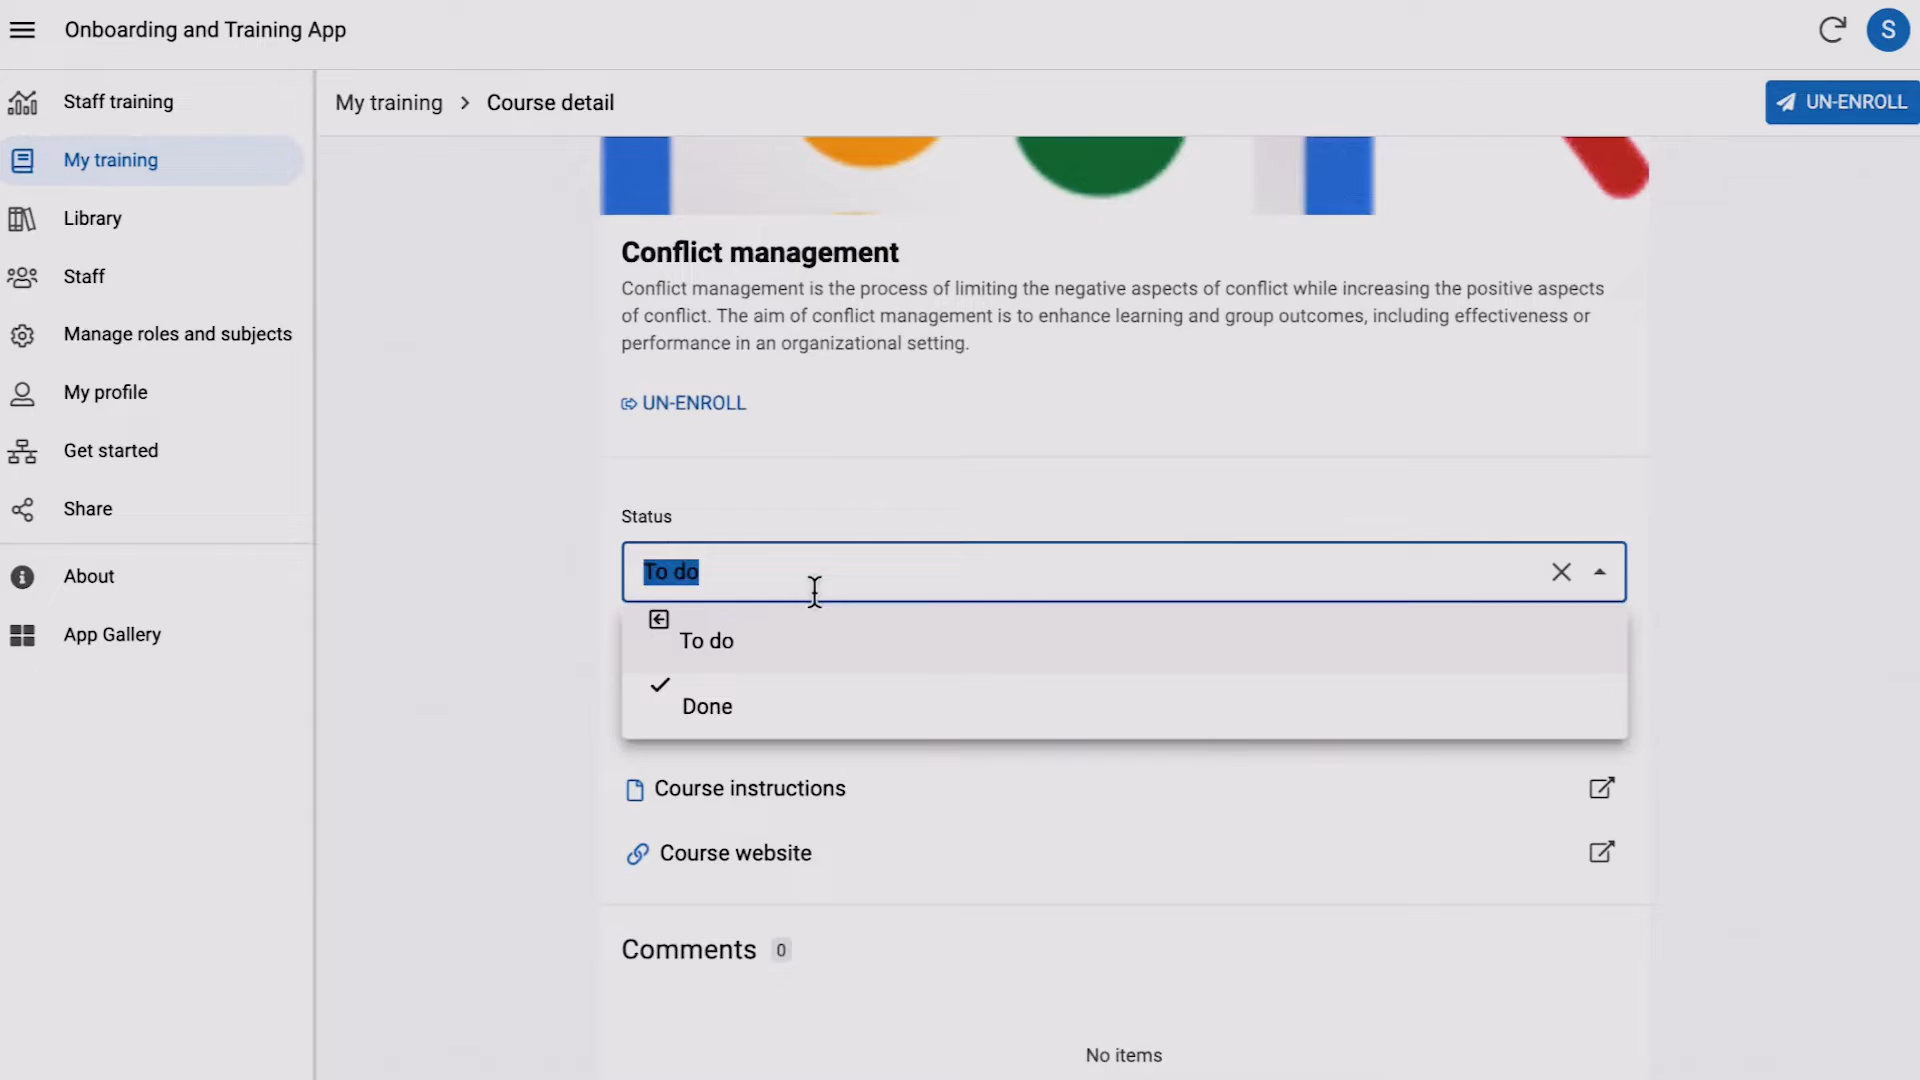 Onboarding and Training App
S
Staff training
My training
Library
Staff
Manage roles and subjects
My profile
Get started
Share
About
App Gallery
My training > Course detail
UN-ENROLL
Conflict management
Conflict management is the process of limiting the negative aspects of conflict while increasing the positive aspects
of conflict. The aim of conflict management is to enhance learning and group outcomes, including effectiveness or
performance in an organizational setting.
UN-ENROLL
Status
To do
To do
Done
Course instructions
Course website
Comments 0
No items